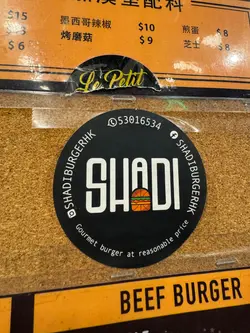 $15
墨西哥辣椒 $10 煎蛋 $8
$6 烤磨菇 $9 芝士 $8
Le Petit
53016534
SHADIBURGERHK
SHADIBURGERHK
SHADI
Gourmet burger at reasonable price
BEEF BURGER